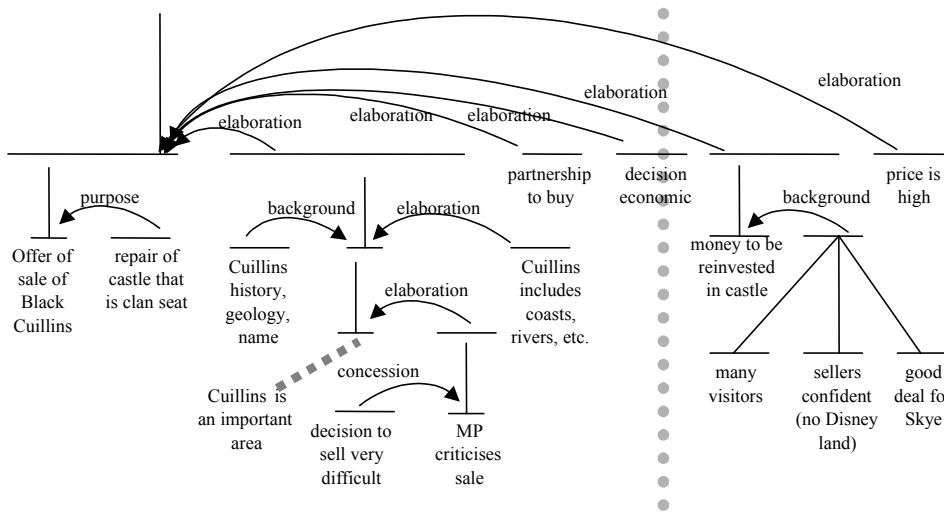 elaboration
elaboration
elaboration
elaboration
elaboration
partnership
to buy
decision
economic
price is
high
purpose
background
elaboration
background
Offer of
sale of
Black
Cuillins
repair of
castle that
is clan seat
Cuillins
history,
geology,
name
Cuillins
includes
coasts,
rivers, etc.
money to be
reinvested
in castle
elaboration
many
visitors
sellers
confident
(no Disney
land)
good
deal fo
Skye
concession
Cuillins is
an important
area
decision to
sell very
difficult
MP
criticises
sale